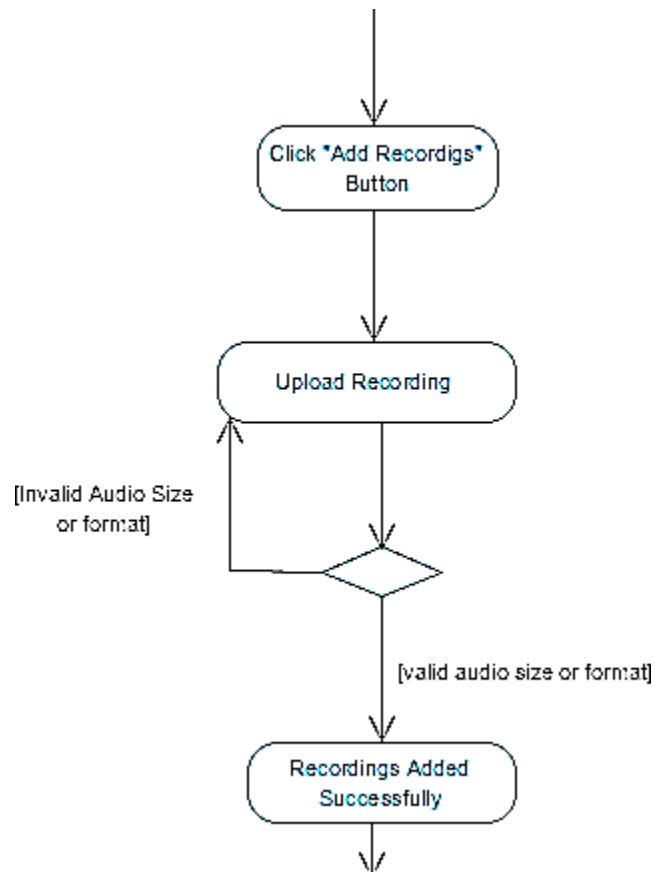 Click "Add Recordigs"
Button
Upload Recording
[Invalid Audio Size
or format]
[valid audio size or format]
Recordings Added
Successfully